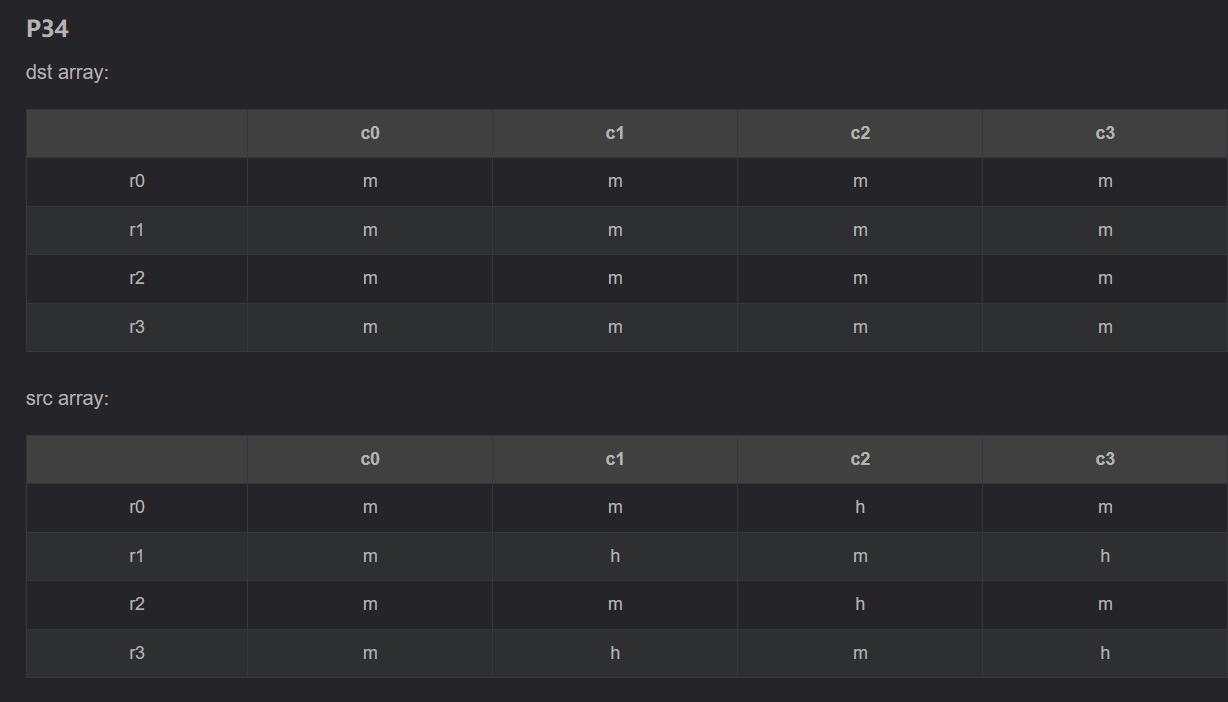 P34
dst array:
c0 c1 c2 c3
r0 m m m m
r1 m m m m
r2 m m m m
r3 m m m m
src array:
c0 c1 c2 c3
r0 m m h m
r1 m h m h
r2 m m h m
r3 m h m h